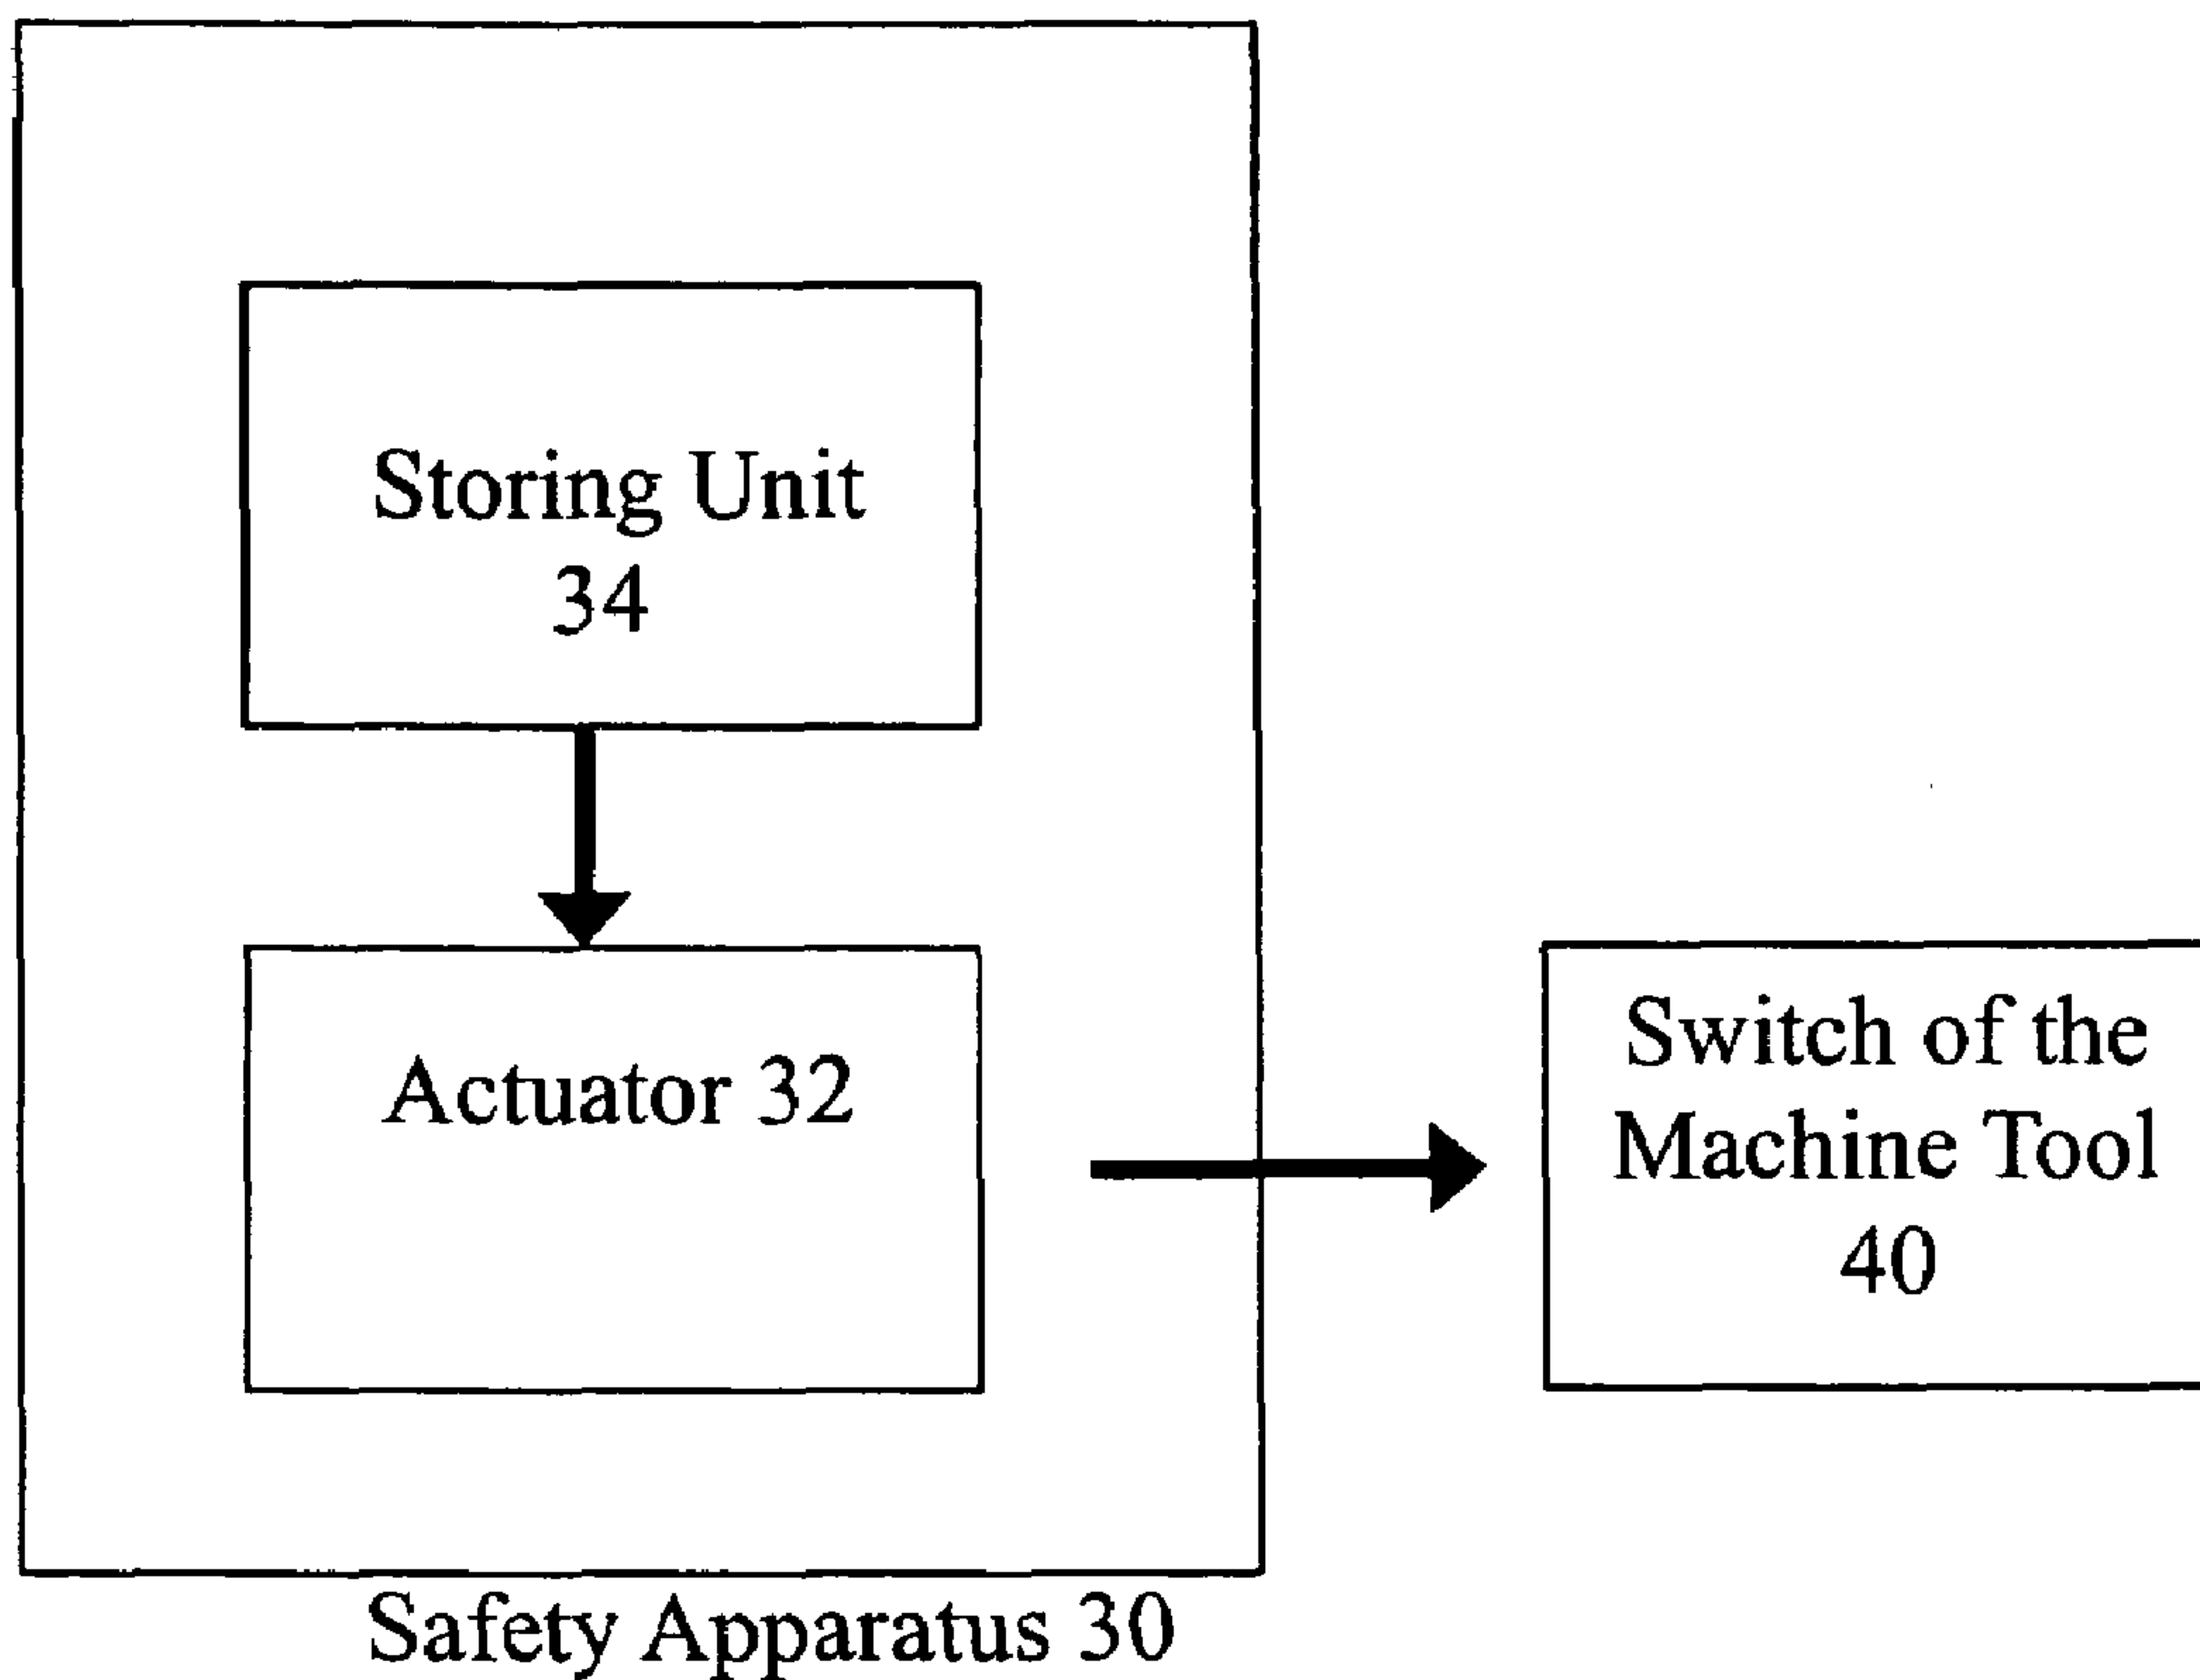 Storing Unit
34
Actuator 32
Switch of the
Machine Tool
40
Safety Apparatus 30